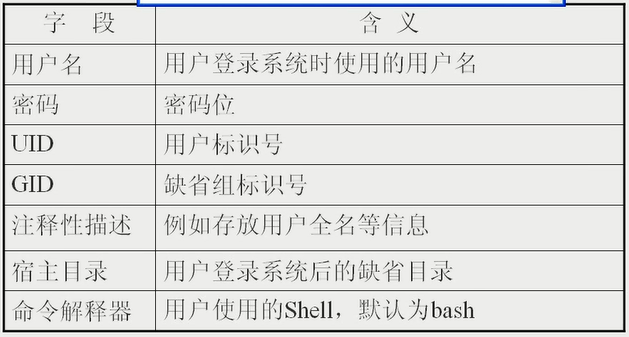 字 段 含 义
用户名 用户登录系统时使用的用户名
密码 密码位
UID 用户标识号
GID 缺省组标识号
注释性描述 例如存放用户全名等信息
宿主目录 用户登录系统后的缺省目录
命令解释器 用户使用的Shell，默认为bash